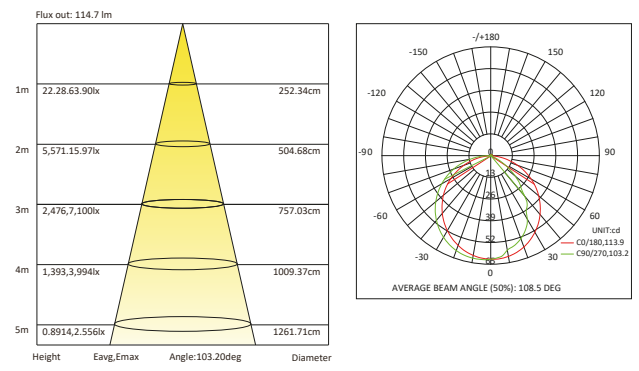 Flux out: 114.7 lm
1m 22.28.63.90lx 252.34cm
2m 5,571.15.97lx 504.68cm
3m 2,476,7,100lx 757.03cm
4m 1,393,3,994lx 1009.37cm
5m 0.8914,2.556lx 1261.71cm
Height Eavg,Emax Angle:103.20deg Diameter
-/+180
-150 150
-120 120
-90 0 90
13
26
-60 39 60
UNIT:cd
52
C0/180,113.9
-30 65 30
C90/270,103.2
0
AVERAGE BEAM ANGLE (50%): 108.5 DEG